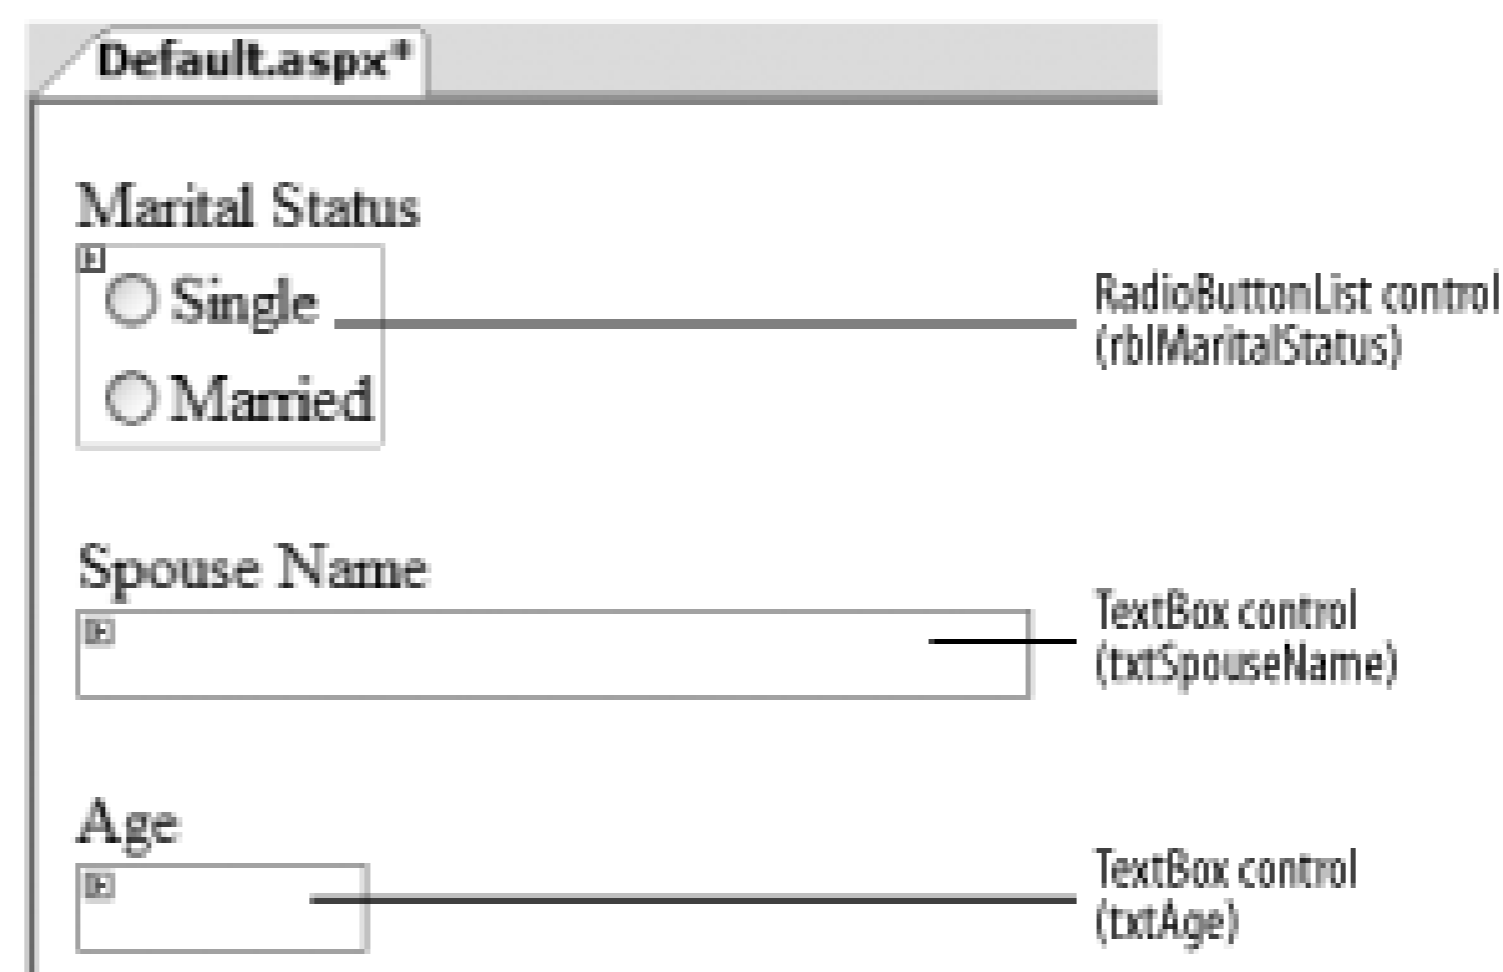 Default.aspx*
Marital Status
Single
Married
RadioButtonList control
(rblMaritalStatus)
Spouse Name
TextBox control
(txtSpouseName)
Age
TextBox control
(txtAge)